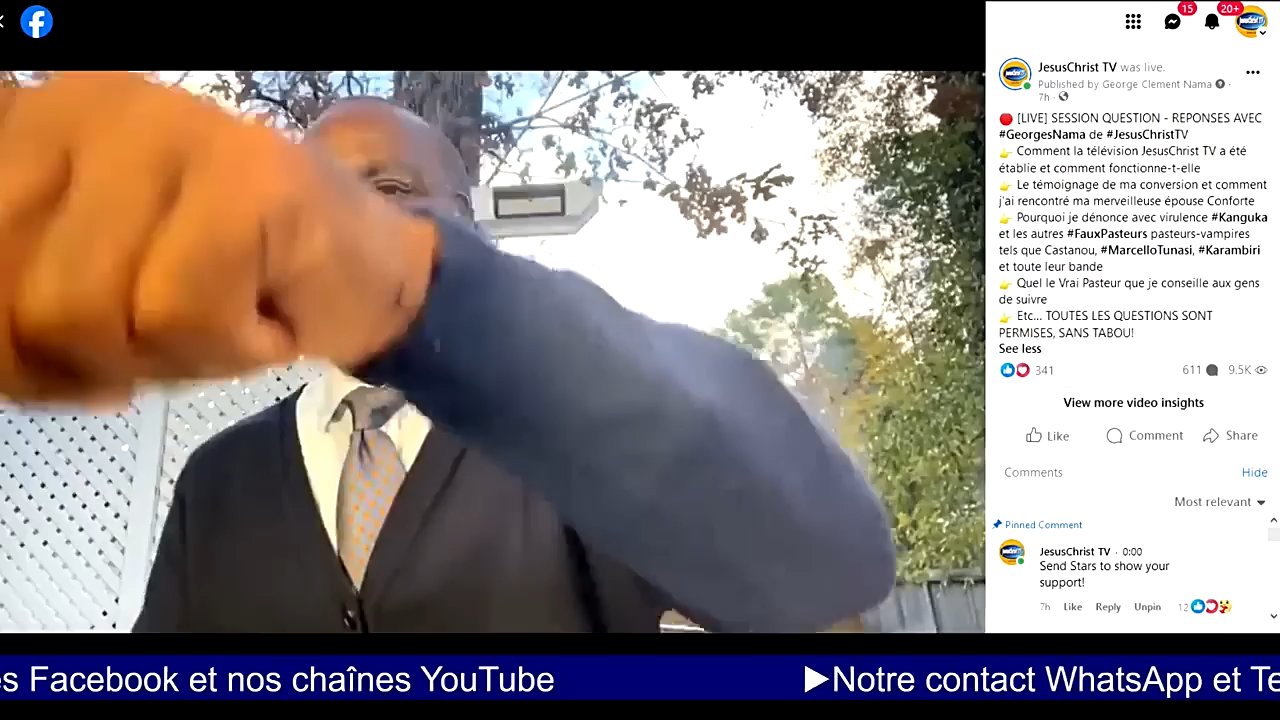 15
20+
JesusChrist TV was live.
Published by George Clement Nama ·
7h ·
[LIVE] SESSION QUESTION - REPONSES AVEC
#GeorgesNama de #JesusChristTV
Comment la télévision JesusChrist TV a été
établie et comment fonctionne-t-elle
Le témoignage de ma conversion et comment
j'ai rencontré ma merveilleuse épouse Conforte
Pourquoi je dénonce avec virulence #Kanguka
et les autres #FauxPasteurs pasteurs-vampires
tels que Castanou, #MarcelloTunasi, #Karambiri
et toute leur bande
Quel le Vrai Pasteur que je conseille aux gens
de suivre
Etc... TOUTES LES QUESTIONS SONT
PERMISES, SANS TABOU!
See less
341 611 9.5K
View more video insights
Like Comment Share
Comments Hide
Most relevant
Pinned Comment
JesusChrist TV · 0:00
Send Stars to show your
support!
7h Like Reply Unpin 12
es Facebook et nos chaînes YouTube ▶Notre contact WhatsApp et Te